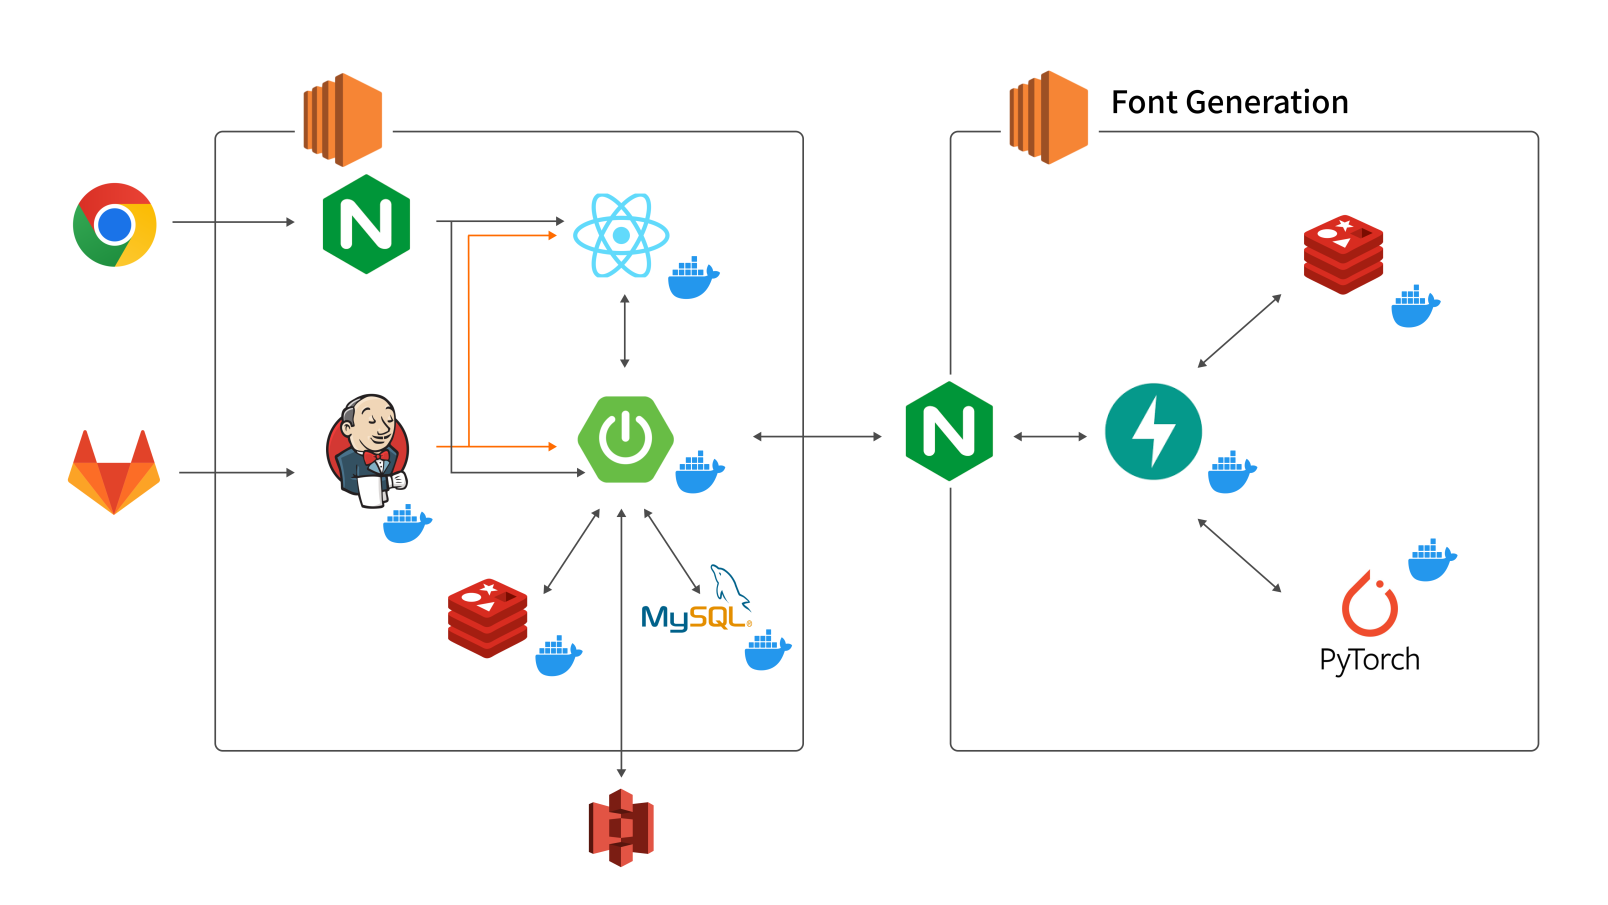 Font Generation
N
N
MySQL®
PyTorch